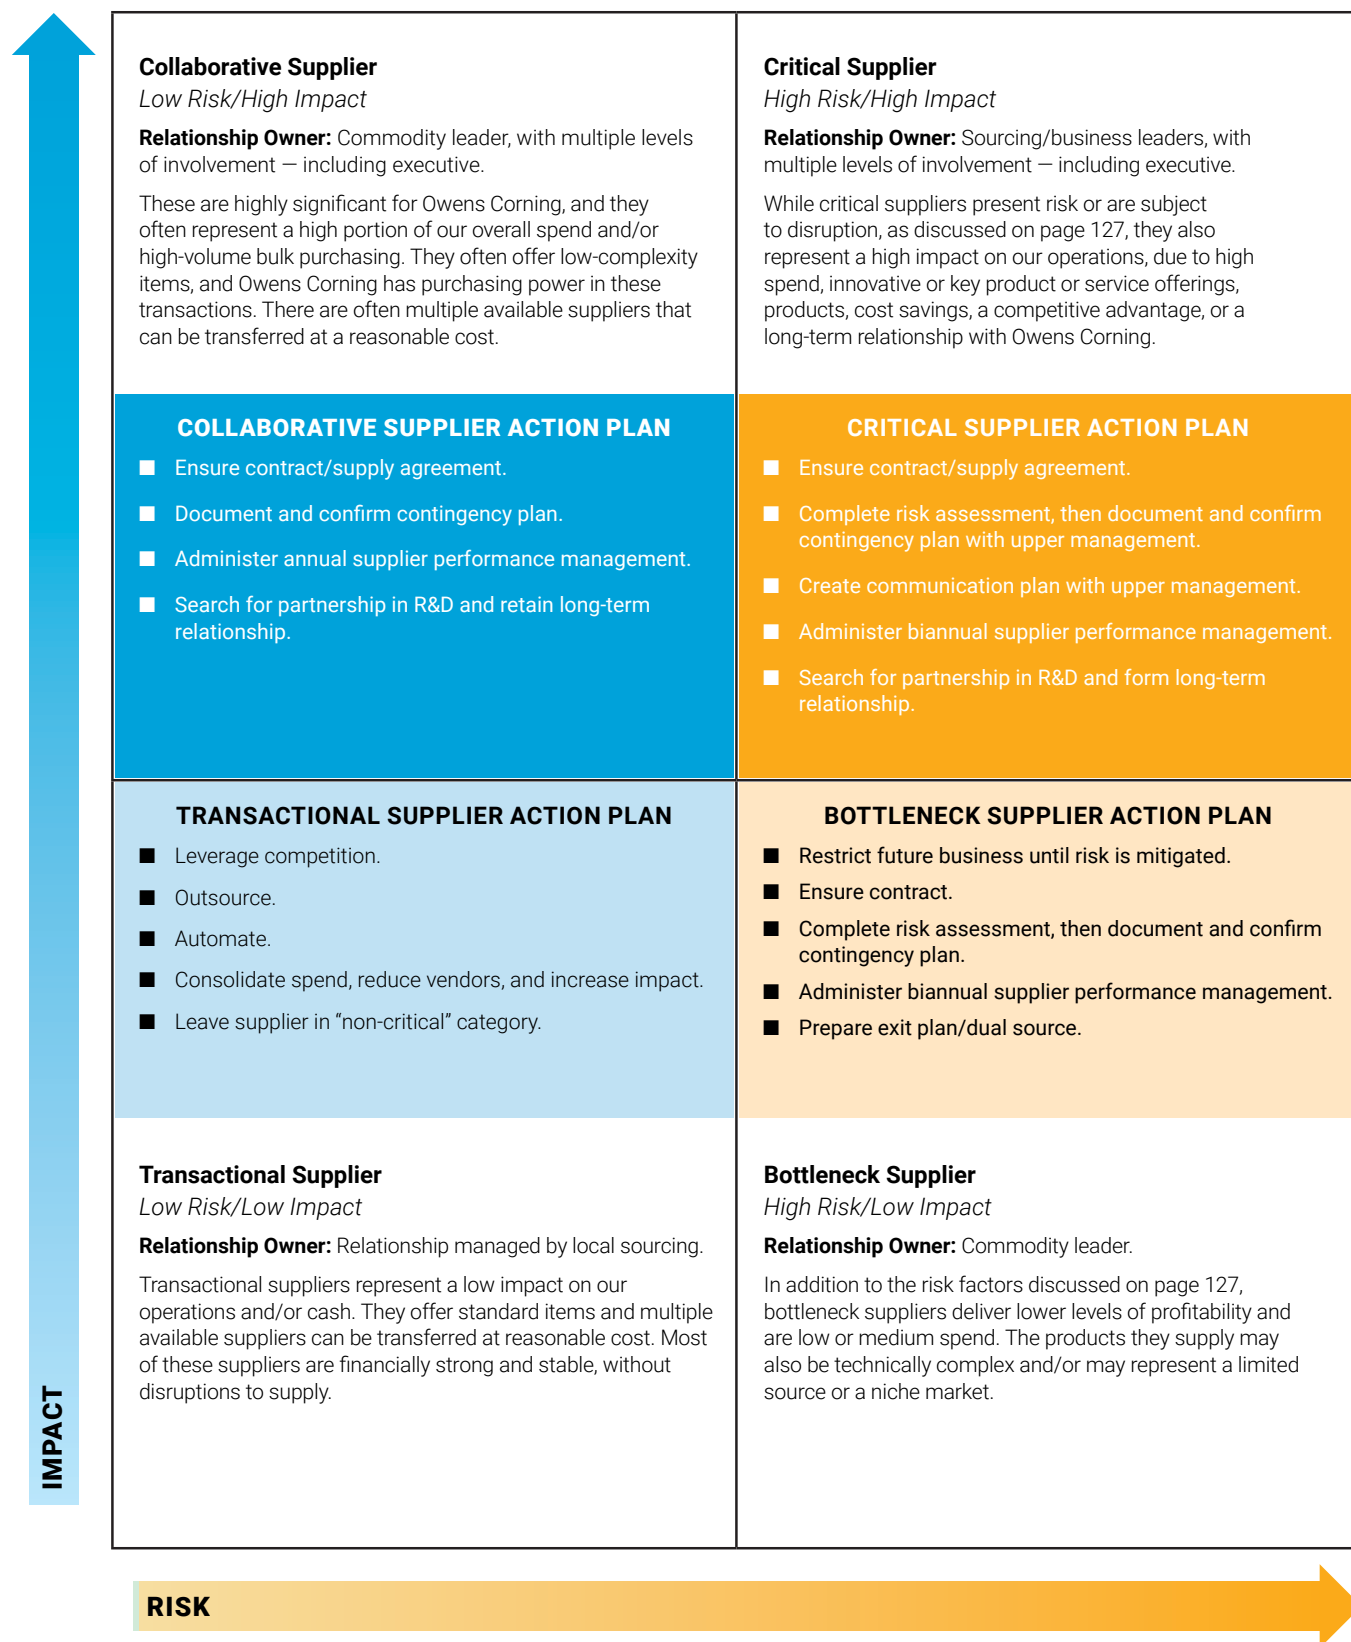 Collaborative Supplier
Low Risk/High Impact
Relationship Owner: Commodity leader, with multiple levels
of involvement — including executive.
These are highly significant for Owens Corning, and they
often represent a high portion of our overall spend and/or
high-volume bulk purchasing. They often offer low-complexity
items, and Owens Corning has purchasing power in these
transactions. There are often multiple available suppliers that
can be transferred at a reasonable cost.
Critical Supplier
High Risk/High Impact
Relationship Owner: Sourcing/business leaders, with
multiple levels of involvement — including executive.
While critical suppliers present risk or are subject
to disruption, as discussed on page 127, they also
represent a high impact on our operations, due to high
spend, innovative or key product or service offerings,
products, cost savings, a competitive advantage, or a
long-term relationship with Owens Corning.
COLLABORATIVE SUPPLIER ACTION PLAN
■ Ensure contract/supply agreement.
■ Document and confirm contingency plan.
■ Administer annual supplier performance management.
■ Search for partnership in R&D and retain long-term
relationship.
CRITICAL SUPPLIER ACTION PLAN
■ Ensure contract/supply agreement.
■ Complete risk assessment, then document and confirm
contingency plan with upper management.
■ Create communication plan with upper management.
■ Administer biannual supplier performance management.
■ Search for partnership in R&D and form long-term
relationship.
TRANSACTIONAL SUPPLIER ACTION PLAN
■ Leverage competition.
■ Outsource.
■ Automate.
■ Consolidate spend, reduce vendors, and increase impact.
■ Leave supplier in “non-critical” category.
BOTTLENECK SUPPLIER ACTION PLAN
■ Restrict future business until risk is mitigated.
■ Ensure contract.
■ Complete risk assessment, then document and confirm
contingency plan.
■ Administer biannual supplier performance management.
■ Prepare exit plan/dual source.
Transactional Supplier
Low Risk/Low Impact
Relationship Owner: Relationship managed by local sourcing.
Transactional suppliers represent a low impact on our
operations and/or cash. They offer standard items and multiple
available suppliers can be transferred at reasonable cost. Most
of these suppliers are financially strong and stable, without
disruptions to supply.
Bottleneck Supplier
High Risk/Low Impact
Relationship Owner: Commodity leader.
In addition to the risk factors discussed on page 127,
bottleneck suppliers deliver lower levels of profitability and
are low or medium spend. The products they supply may
also be technically complex and/or may represent a limited
source or a niche market.
IMPACT
RISK